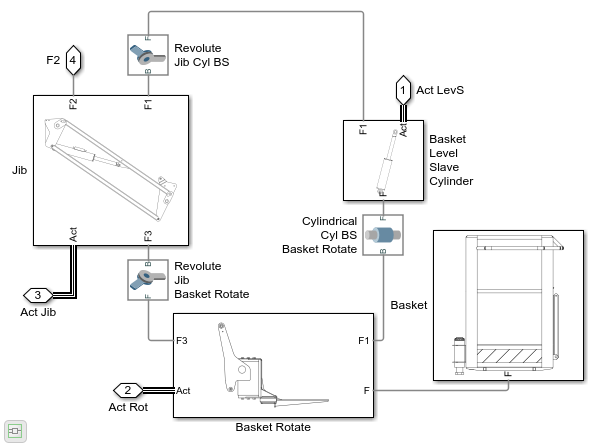 F
Revolute
Jib Cyl BS
B
F2
4
1
Act LevS
F2
F1
F1
Act
Basket
Level
Slave
Cylinder
Jib
F
Act
F3
F
Cylindrical
Cyl BS
Basket Rotate
B
B
Revolute
Jib
Basket Rotate
F
3
Act Jib
Basket
F
F3
F1
2
Act
F
Act Rot
Basket Rotate